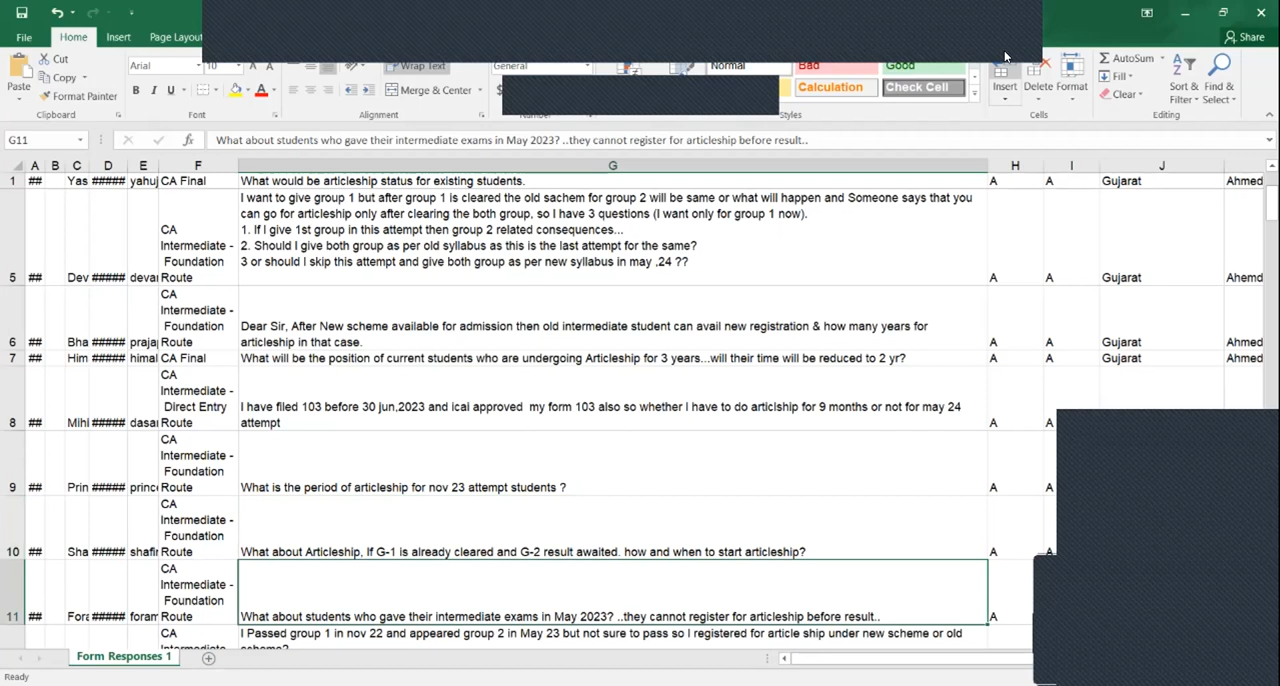 File Home Insert Page Layout Share
Cut
Copy
Format Painter
Paste
Clipboard
Arial 10 A A
B I U A
Font
Wrap Text
Merge & Center
Alignment
General
$
Number
Normal Bad Good
Calculation Check Cell
Styles
Insert Delete Format
Cells
AutoSum
Fill
Clear
Sort & Filter
Find & Select
Editing
G11 fx What about students who gave their intermediate exams in May 2023? ..they cannot register for articleship before result..
A B C D E F G H I J
1 ## Yas ##### yahuj CA Final What would be articleship status for existing students. A A Gujarat Ahmed
I want to give group 1 but after group 1 is cleared the old sachem for group 2 will be same or what will happen and Someone says that you
can go for articleship only after clearing the both group, so I have 3 questions (I want only for group 1 now).
CA 1. If I give 1st group in this attempt then group 2 related consequences...
Intermediate - 2. Should I give both group as per old syllabus as this is the last attempt for the same?
Foundation 3 or should I skip this attempt and give both group as per new syllabus in may ,24 ??
5 ## Dev ##### devar Route A A Gujarat Ahemd
CA
Intermediate -
Foundation Dear Sir, After New scheme available for admission then old intermediate student can avail new registration & how many years for
6 ## Bha ##### prajap Route articleship in that case. A A Gujarat Ahmed
7 ## Him ##### himal CA Final What will be the position of current students who are undergoing Articleship for 3 years...will their time will be reduced to 2 yr? A A Gujarat Ahmed
CA
Intermediate -
Direct Entry I have filed 103 before 30 jun,2023 and icai approved my form 103 also so whether I have to do articlship for 9 months or not for may 24
8 ## Mihi ##### dasar Route attempt A A
CA
Intermediate -
Foundation
9 ## Prin ##### princ Route What is the period of articleship for nov 23 attempt students ? A A
CA
Intermediate -
Foundation
10 ## Sha ##### shafir Route What about Articleship, If G-1 is already cleared and G-2 result awaited. how and when to start articleship? A A
CA
Intermediate -
Foundation
11 ## Fora ##### foram Route What about students who gave their intermediate exams in May 2023? ..they cannot register for articleship before result.. A
CA I Passed group 1 in nov 22 and appeared group 2 in May 23 but not sure to pass so I registered for article ship under new scheme or old
Intermediate scheme?
Form Responses 1
Ready